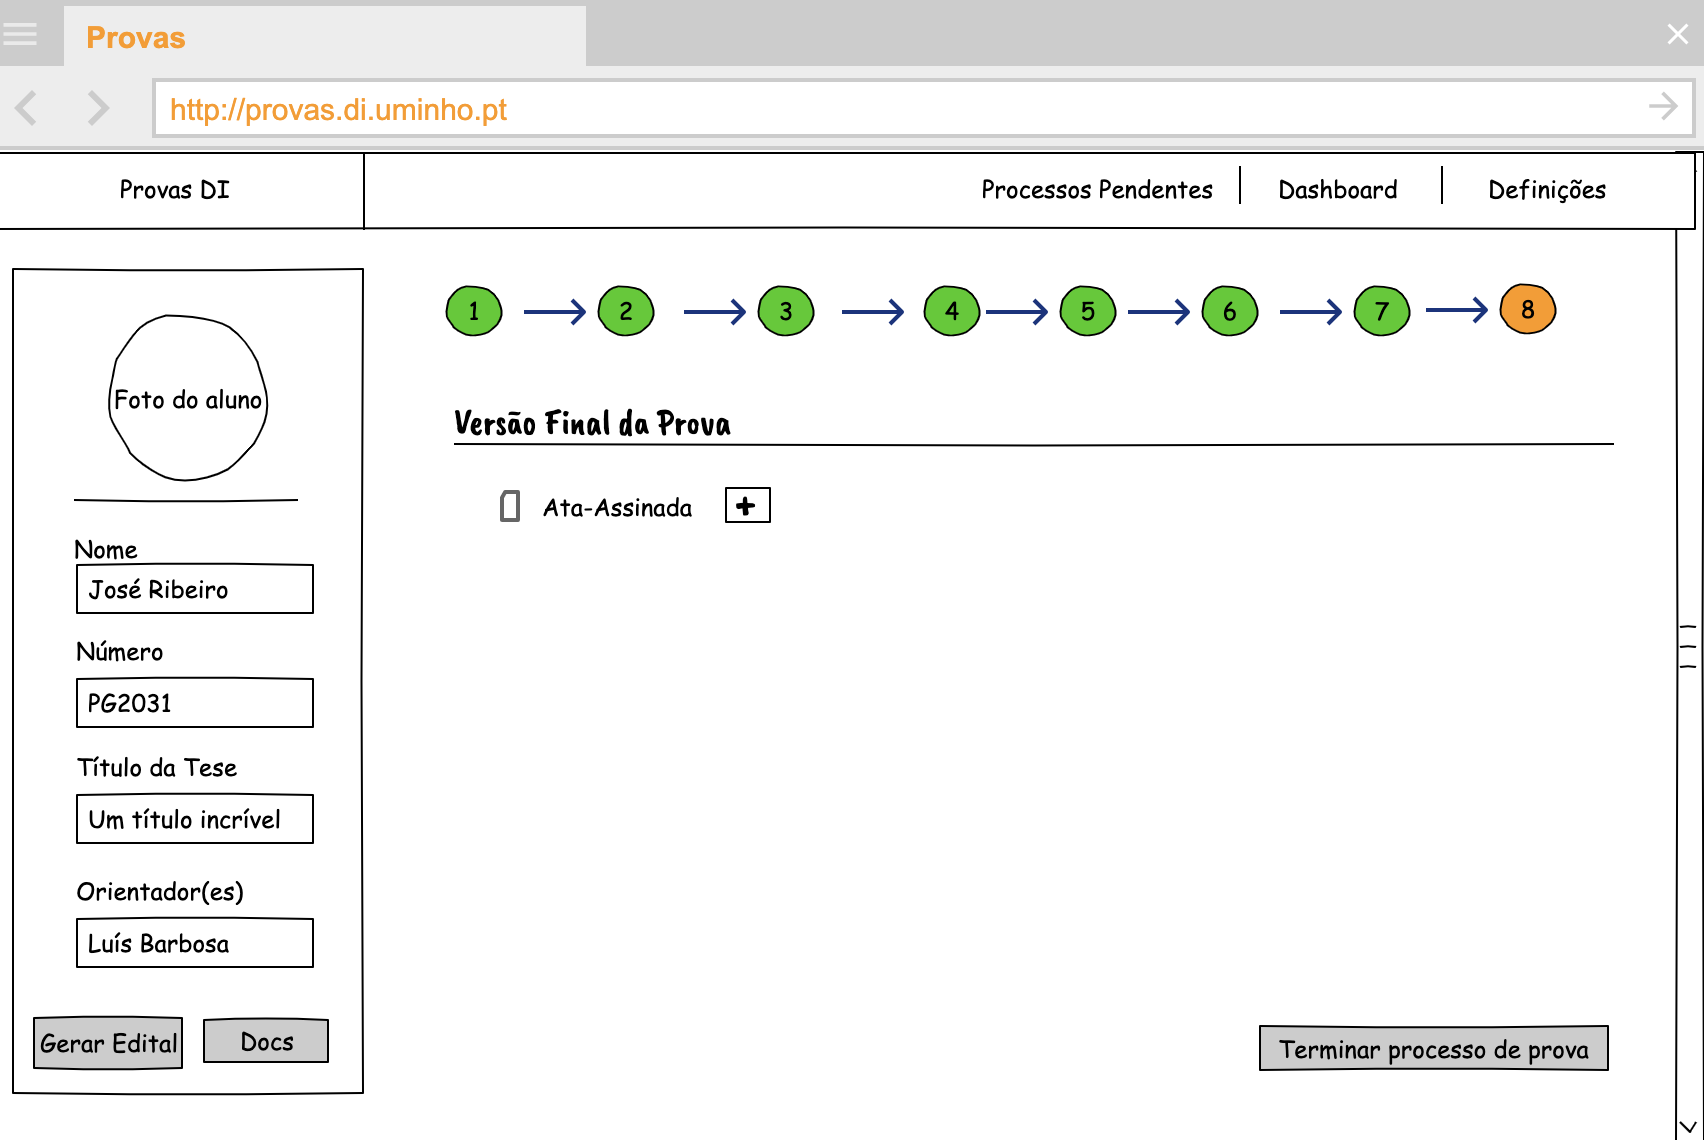 Provas
http://provas.di.uminho.pt
Provas DI
Processos Pendentes
Dashboard
Definições
1
2
3
4
5
6
7
8
Foto do aluno
Nome
José Ribeiro
Número
PG2031
Título da Tese
Um título incrível
Orientador(es)
Luís Barbosa
Gerar Edital
Docs
Versão Final da Prova
Ata-Assinada
+
Terminar processo de prova